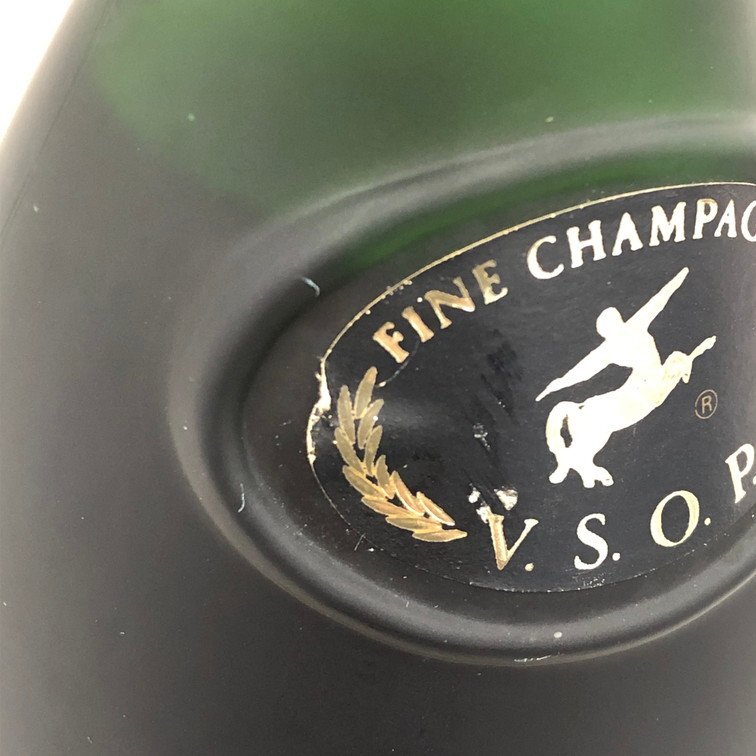 FINE CHAMPAG
®
V. S. O. P.